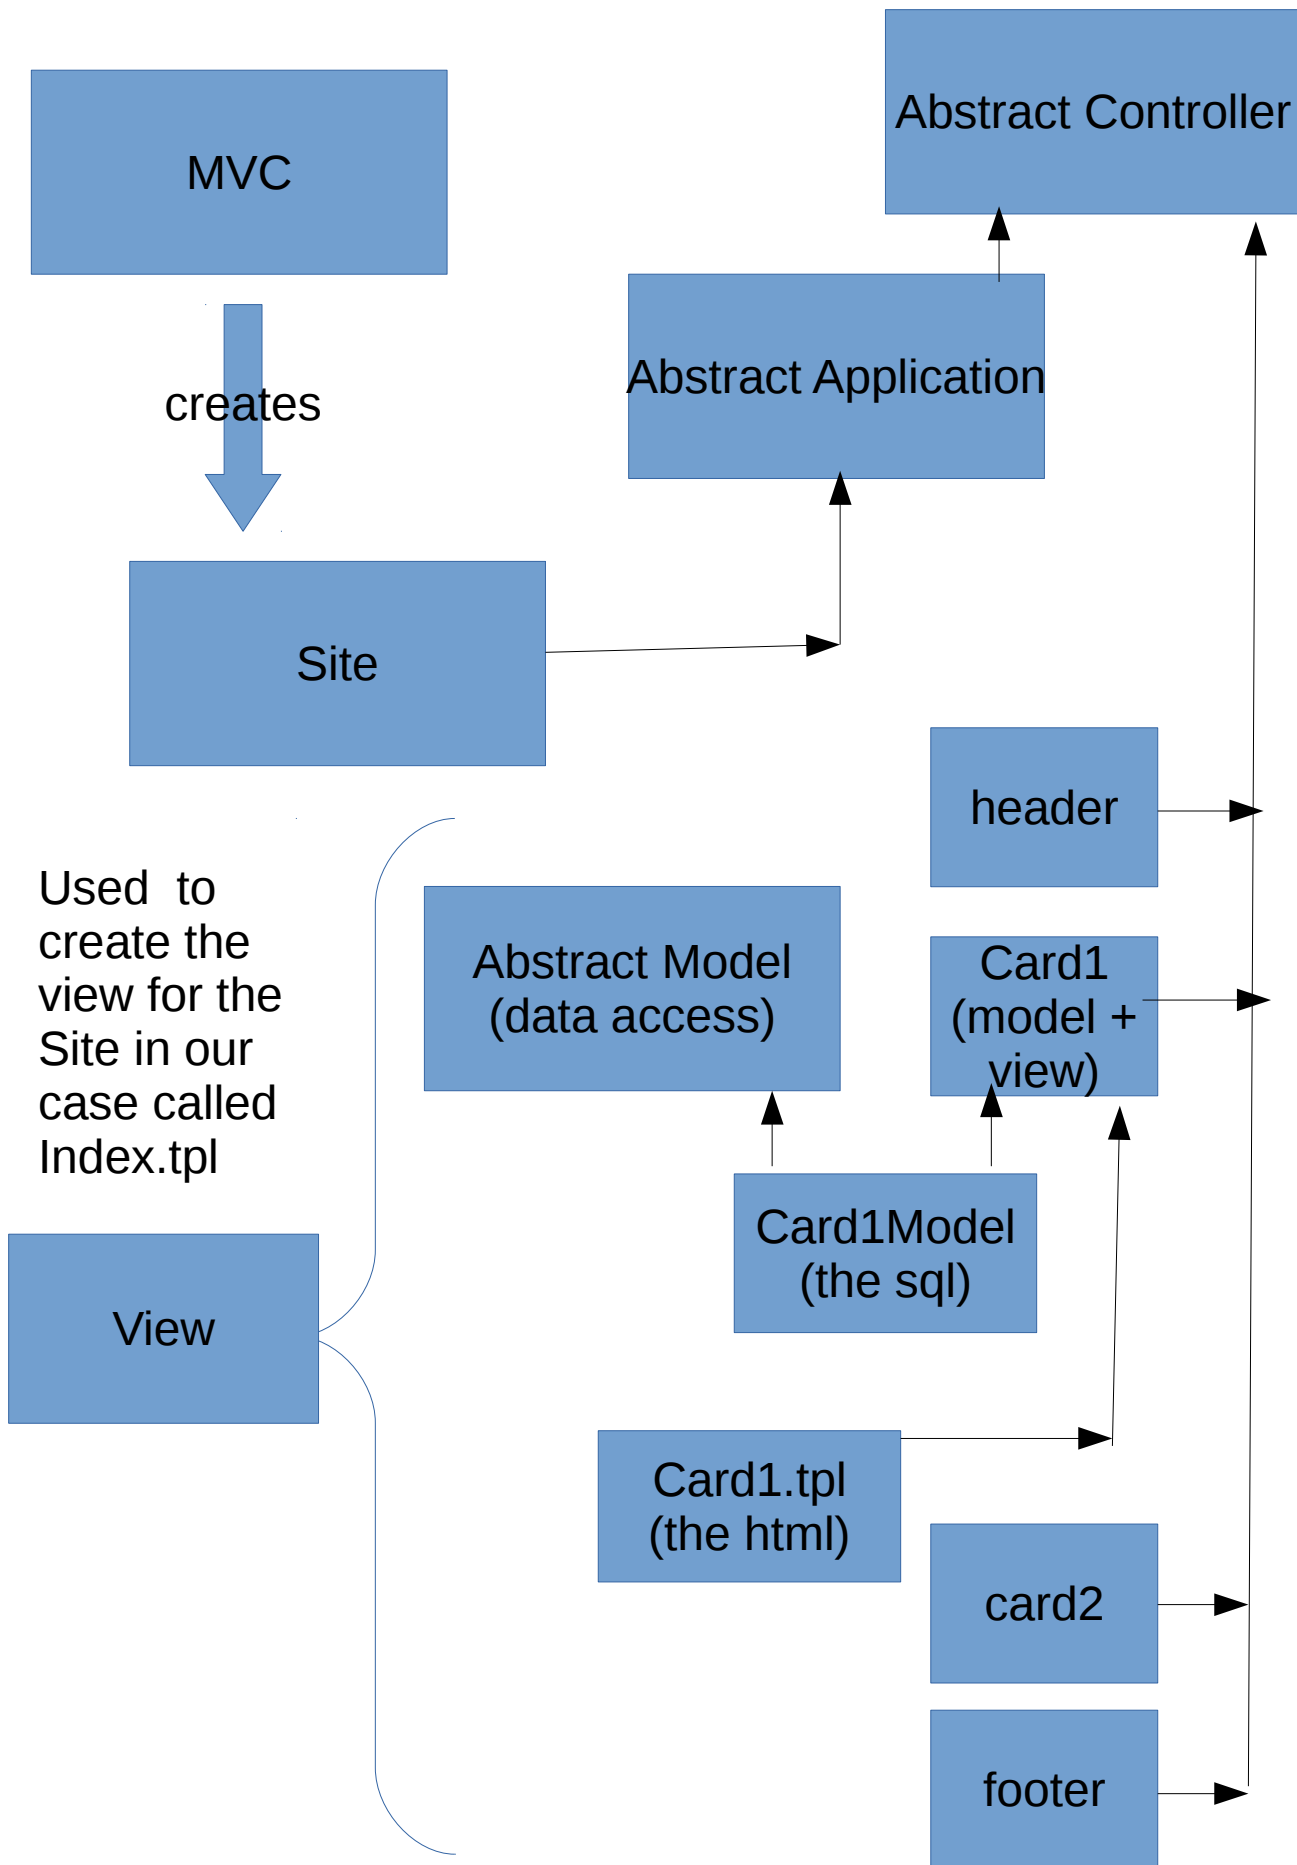 Abstract Controller
MVC
Abstract Application
creates
Site
header
Used  to
create the
view for the
Site in our
case called
Index.tpl
Abstract Model
(data access)
Card1
(model +
view)
Card1Model
(the sql)
View
Card1.tpl
(the html)
card2
footer